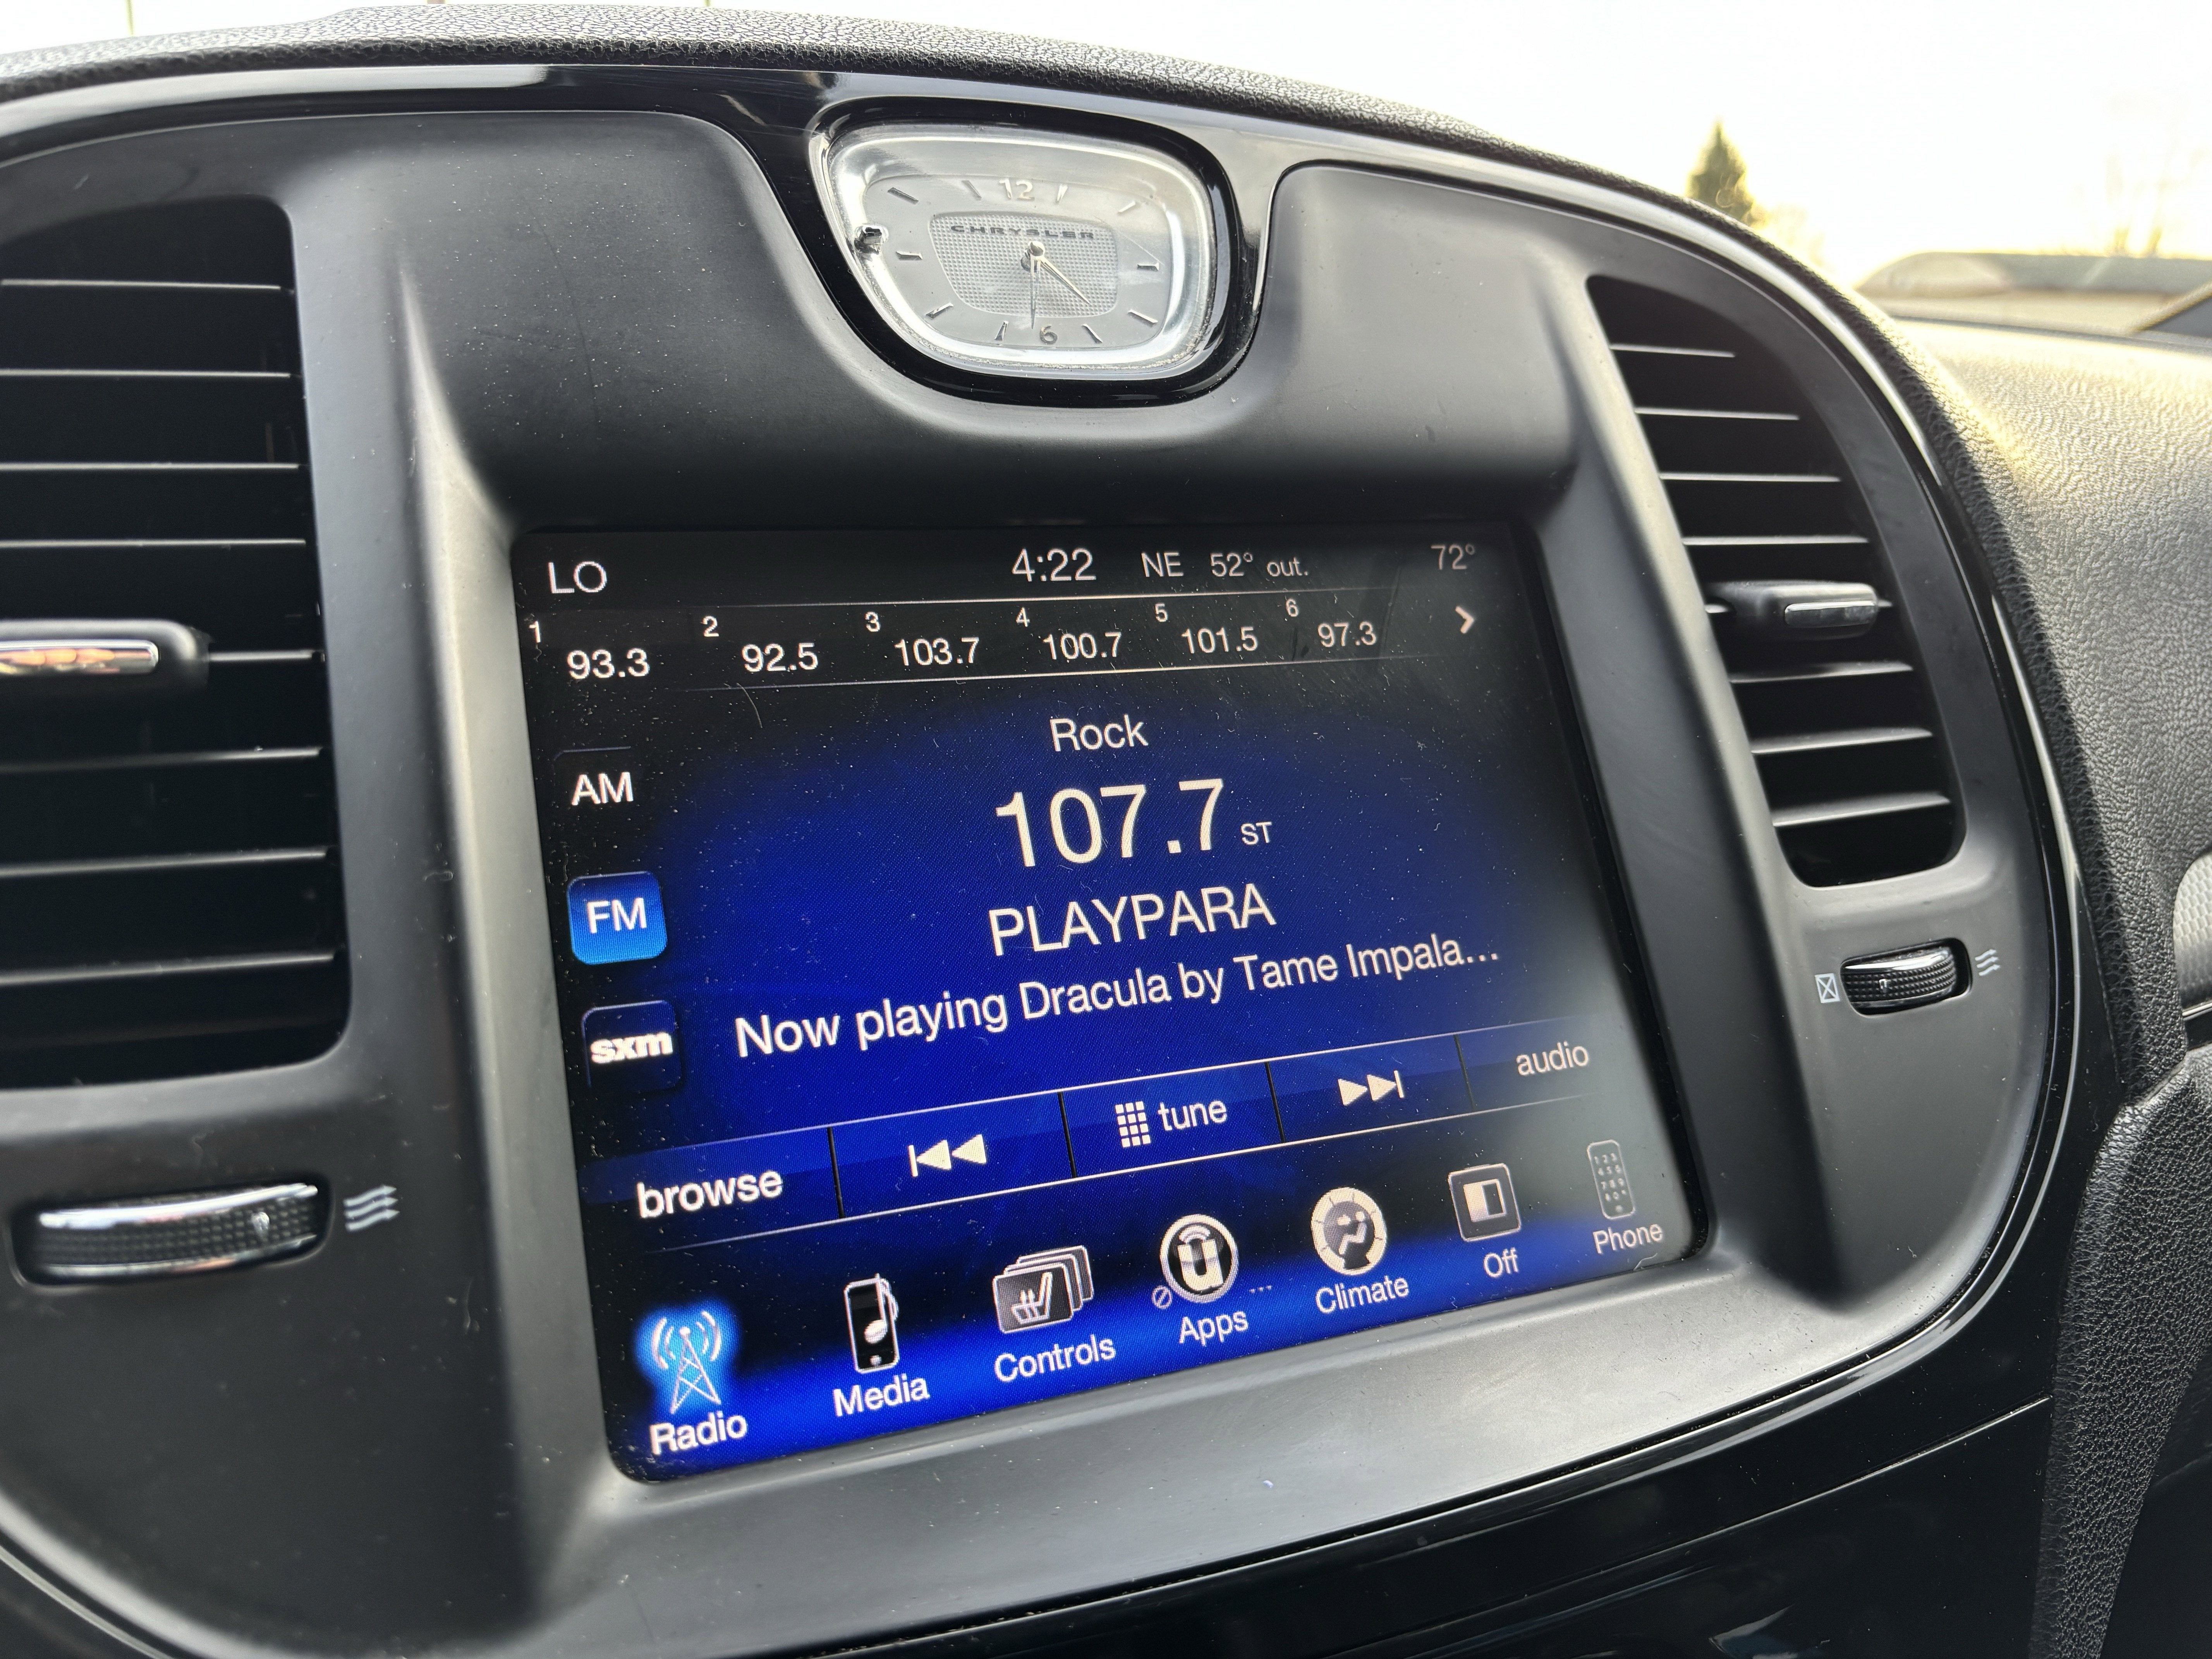 12
CHRYSLER
6
LO 4:22 NE 52° out. 72°
1 93.3 2 92.5 3 103.7 4 100.7 5 101.5 6 97.3
Rock
AM
107.7 ST
FM
PLAYPARA
Now playing Dracula by Tame Impala...
sxm
browse tune audio
Radio Media Controls Apps Climate Off Phone